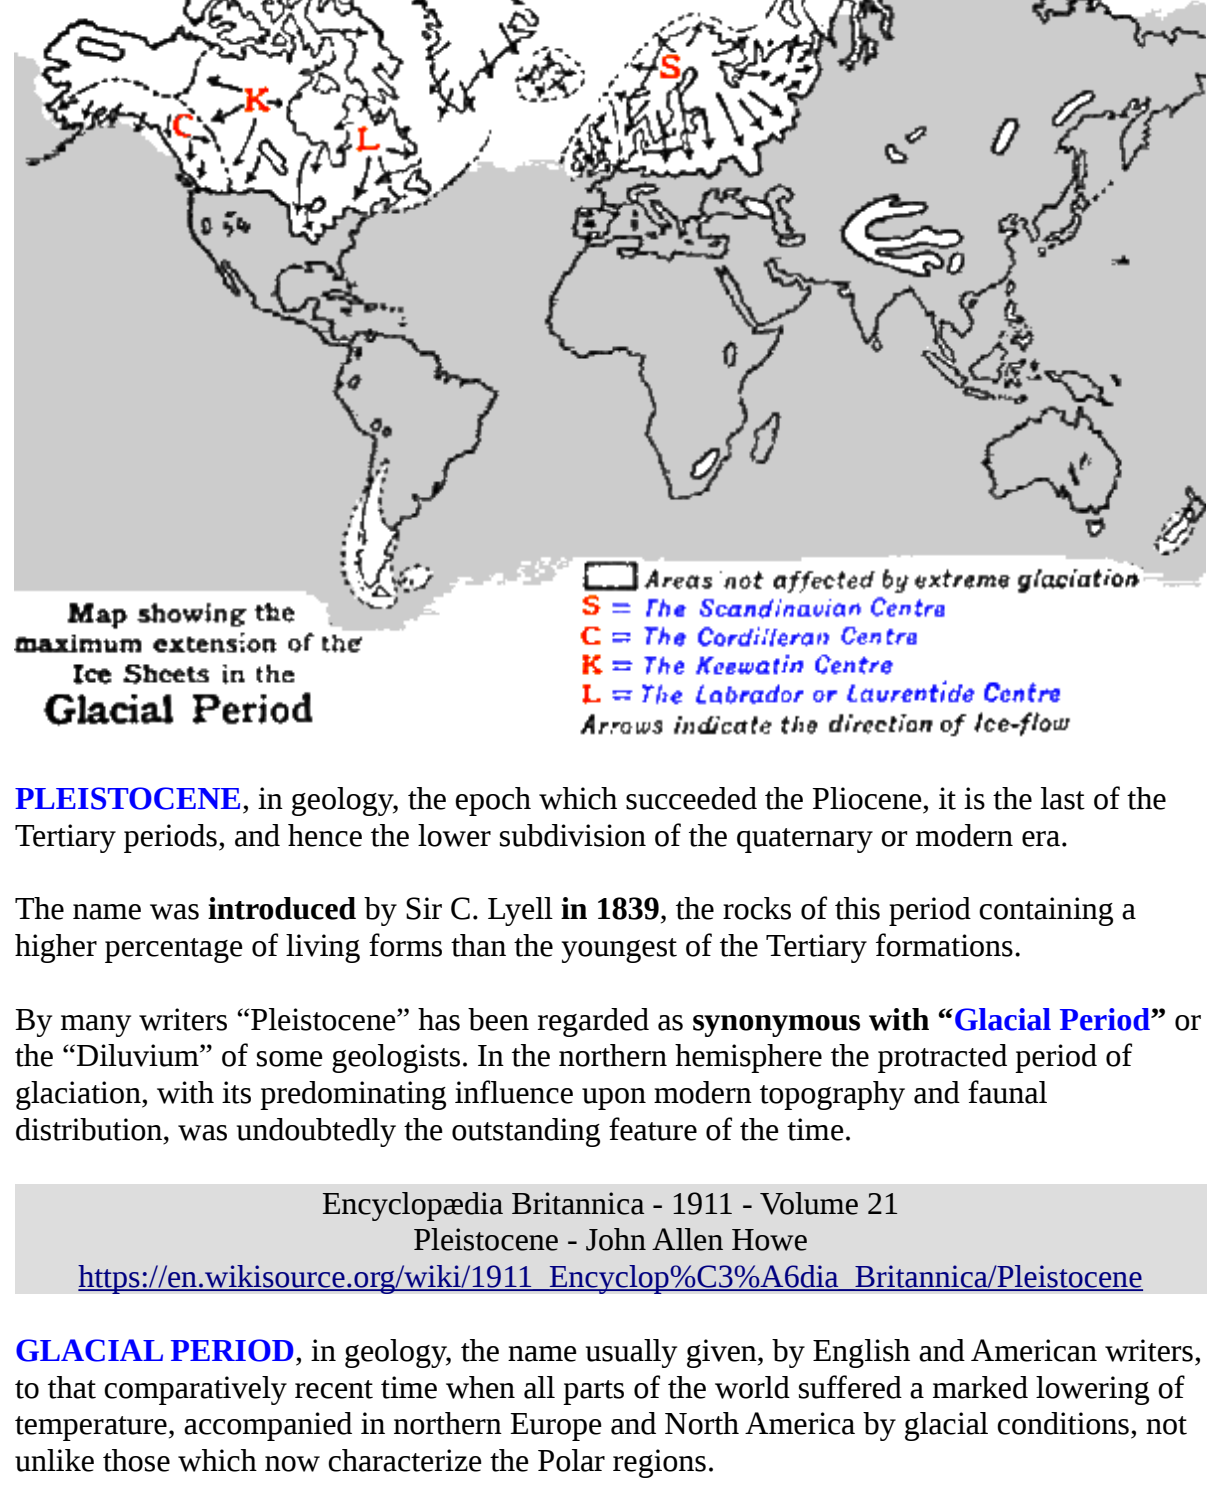 S
K
C
L
Areas not affected by extreme glaciation
S = The Scandinavian Centre
C = The Cordilleran Centre
K = The Keewatin Centre
L = The Labrador or Laurentide Centre
Arrows indicate the direction of Ice-flow
Map showing the
maximum extension of the
Ice Sheets in the
Glacial Period
PLEISTOCENE, in geology, the epoch which succeeded the Pliocene, it is the last of the
Tertiary periods, and hence the lower subdivision of the quaternary or modern era.
The name was introduced by Sir C. Lyell in 1839, the rocks of this period containing a
higher percentage of living forms than the youngest of the Tertiary formations.
By many writers “Pleistocene” has been regarded as synonymous with “Glacial Period” or
the “Diluvium” of some geologists. In the northern hemisphere the protracted period of
glaciation, with its predominating influence upon modern topography and faunal
distribution, was undoubtedly the outstanding feature of the time.
Encyclopædia Britannica - 1911 - Volume 21
Pleistocene - John Allen Howe
https://en.wikisource.org/wiki/1911_Encyclop%C3%A6dia_Britannica/Pleistocene
GLACIAL PERIOD, in geology, the name usually given, by English and American writers,
to that comparatively recent time when all parts of the world suffered a marked lowering of
temperature, accompanied in northern Europe and North America by glacial conditions, not
unlike those which now characterize the Polar regions.